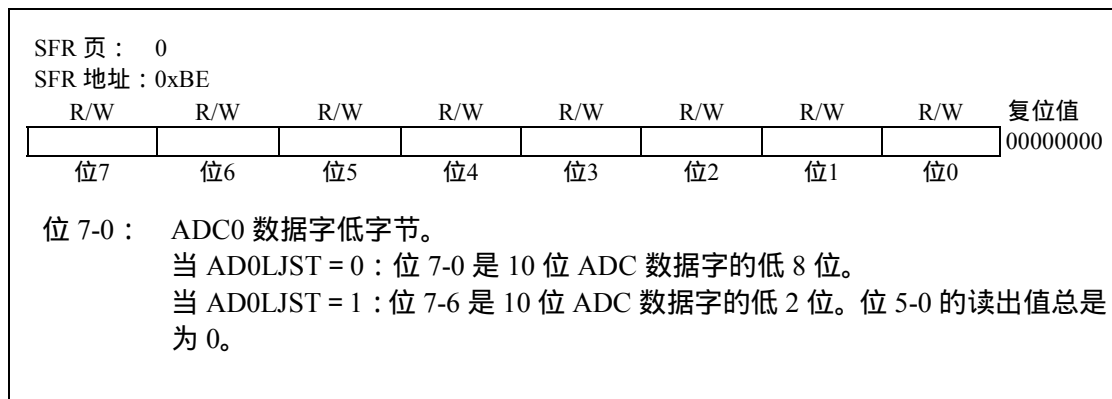 SFR 页： 0
SFR 地址：0xBE
R/W R/W R/W R/W R/W R/W R/W R/W 复位值
00000000
位7 位6 位5 位4 位3 位2 位1 位0
位 7-0： ADC0 数据字低字节。
当 AD0LJST = 0：位 7-0 是 10 位 ADC 数据字的低 8 位。
当 AD0LJST = 1：位 7-6 是 10 位 ADC 数据字的低 2 位。位 5-0 的读出值总是
为 0。